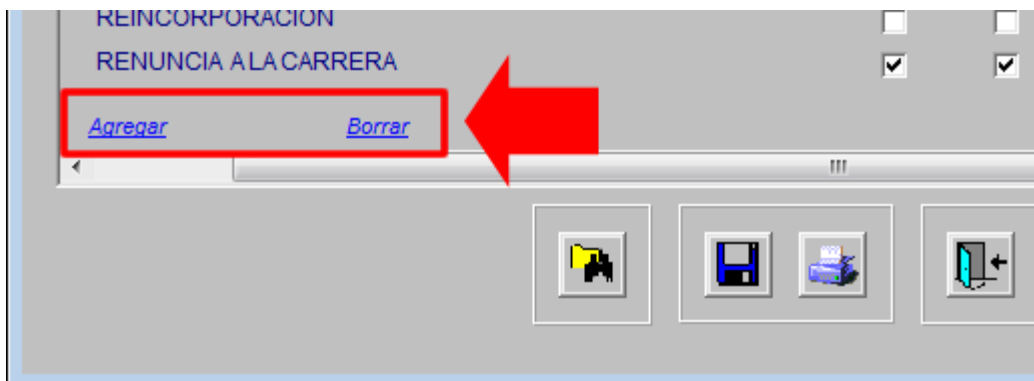 REINCORPORACION
RENUNCIA A LA CARRERA
Agregar Borrar